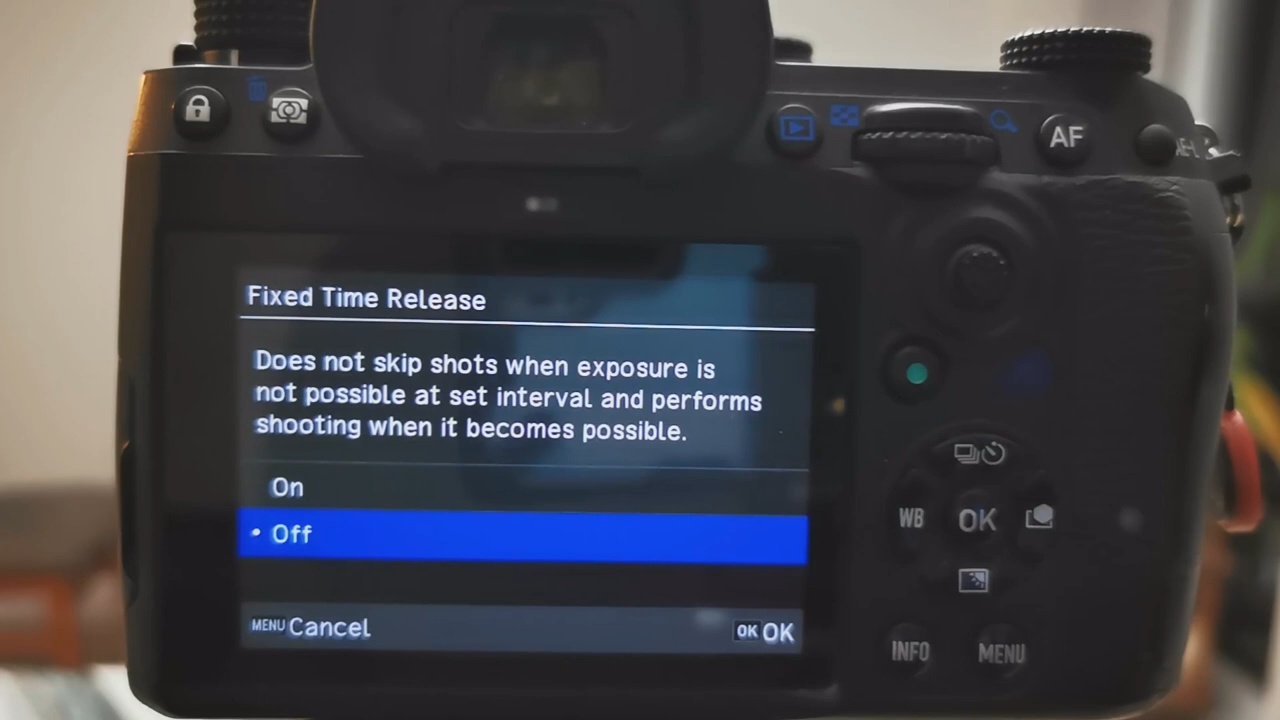 AF
Fixed Time Release
Does not skip shots when exposure is
not possible at set interval and performs
shooting when it becomes possible.
On
• Off
MENU Cancel
OK OK
WB
OK
INFO
MENU